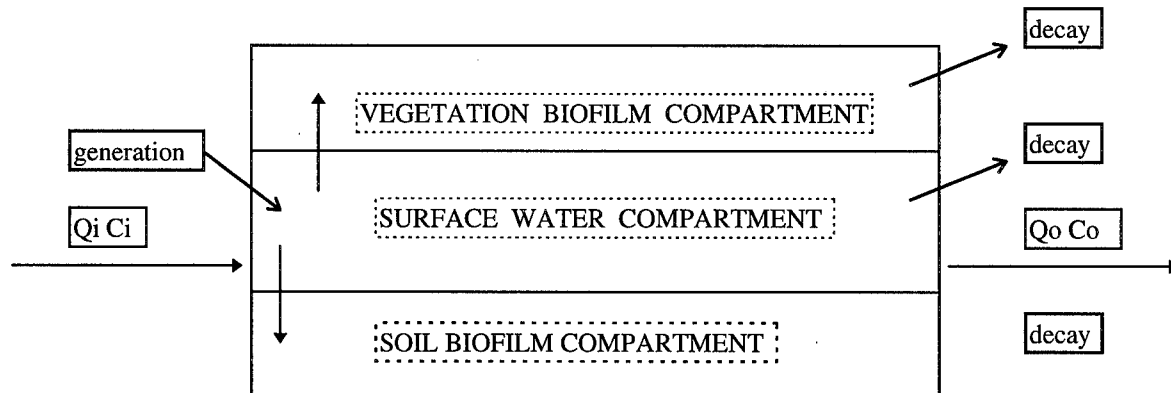 decay
VEGETATION BIOFILM COMPARTMENT
generation
decay
SURFACE WATER COMPARTMENT
Qi Ci
Qo Co
SOIL BIOFILM COMPARTMENT
decay